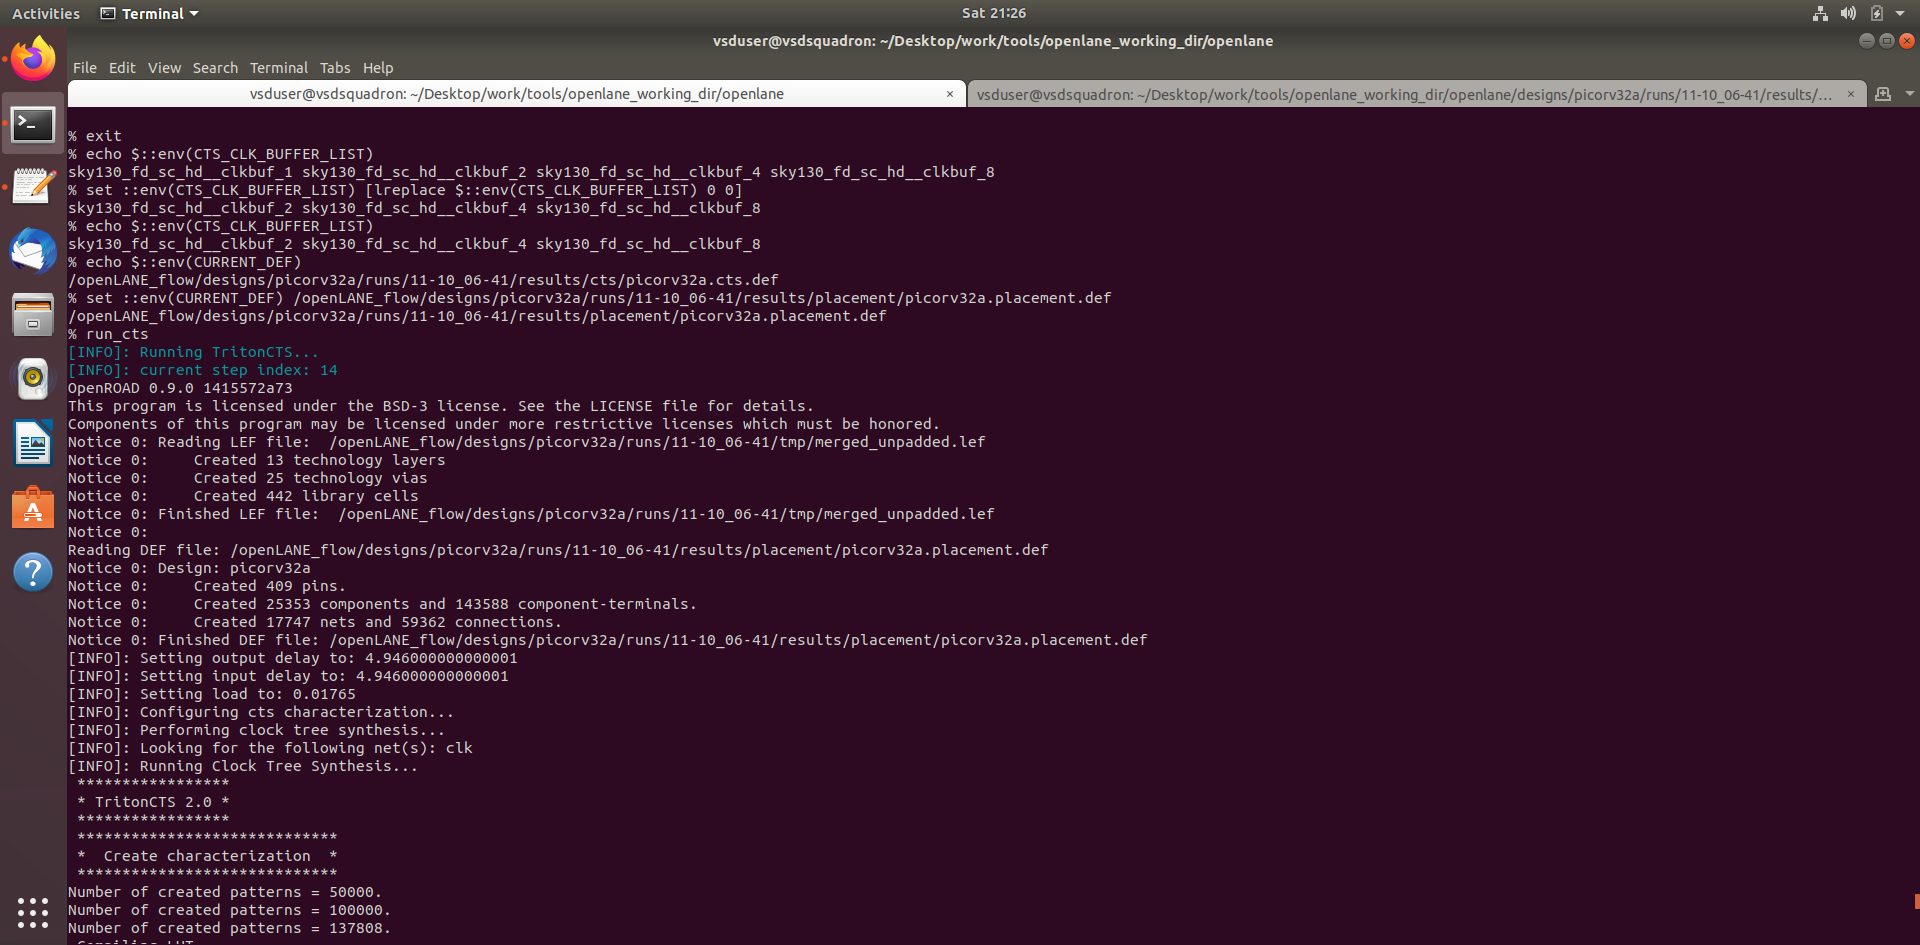 Activities Terminal Sat 21:26
vsduser@vsdsquadron: ~/Desktop/work/tools/openlane_working_dir/openlane
File Edit View Search Terminal Tabs Help
vsduser@vsdsquadron: ~/Desktop/work/tools/openlane_working_dir/openlane × vsduser@vsdsquadron: ~/Desktop/work/tools/openlane_working_dir/openlane/designs/picorv32a/runs/11-10_06-41/results/... ×
% exit
% echo $::env(CTS_CLK_BUFFER_LIST)
sky130_fd_sc_hd__clkbuf_1 sky130_fd_sc_hd__clkbuf_2 sky130_fd_sc_hd__clkbuf_4 sky130_fd_sc_hd__clkbuf_8
% set ::env(CTS_CLK_BUFFER_LIST) [lreplace $::env(CTS_CLK_BUFFER_LIST) 0 0]
sky130_fd_sc_hd__clkbuf_2 sky130_fd_sc_hd__clkbuf_4 sky130_fd_sc_hd__clkbuf_8
% echo $::env(CTS_CLK_BUFFER_LIST)
sky130_fd_sc_hd__clkbuf_2 sky130_fd_sc_hd__clkbuf_4 sky130_fd_sc_hd__clkbuf_8
% echo $::env(CURRENT_DEF)
/openLANE_flow/designs/picorv32a/runs/11-10_06-41/results/cts/picorv32a.cts.def
% set ::env(CURRENT_DEF) /openLANE_flow/designs/picorv32a/runs/11-10_06-41/results/placement/picorv32a.placement.def
/openLANE_flow/designs/picorv32a/runs/11-10_06-41/results/placement/picorv32a.placement.def
% run_cts
[INFO]: Running TritonCTS...
[INFO]: current step index: 14
OpenROAD 0.9.0 1415572a73
This program is licensed under the BSD-3 license. See the LICENSE file for details.
Components of this program may be licensed under more restrictive licenses which must be honored.
Notice 0: Reading LEF file:  /openLANE_flow/designs/picorv32a/runs/11-10_06-41/tmp/merged_unpadded.lef
Notice 0:     Created 13 technology layers
Notice 0:     Created 25 technology vias
Notice 0:     Created 442 library cells
Notice 0: Finished LEF file:  /openLANE_flow/designs/picorv32a/runs/11-10_06-41/tmp/merged_unpadded.lef
Notice 0:
Reading DEF file: /openLANE_flow/designs/picorv32a/runs/11-10_06-41/results/placement/picorv32a.placement.def
Notice 0: Design: picorv32a
Notice 0:     Created 409 pins.
Notice 0:     Created 25353 components and 143588 component-terminals.
Notice 0:     Created 17747 nets and 59362 connections.
Notice 0: Finished DEF file: /openLANE_flow/designs/picorv32a/runs/11-10_06-41/results/placement/picorv32a.placement.def
[INFO]: Setting output delay to: 4.946000000000001
[INFO]: Setting input delay to: 4.946000000000001
[INFO]: Setting load to: 0.01765
[INFO]: Configuring cts characterization...
[INFO]: Performing clock tree synthesis...
[INFO]: Looking for the following net(s): clk
[INFO]: Running Clock Tree Synthesis...
*****************
* TritonCTS 2.0 *
*****************
*****************************
*  Create characterization  *
*****************************
Number of created patterns = 50000.
Number of created patterns = 100000.
Number of created patterns = 137808.